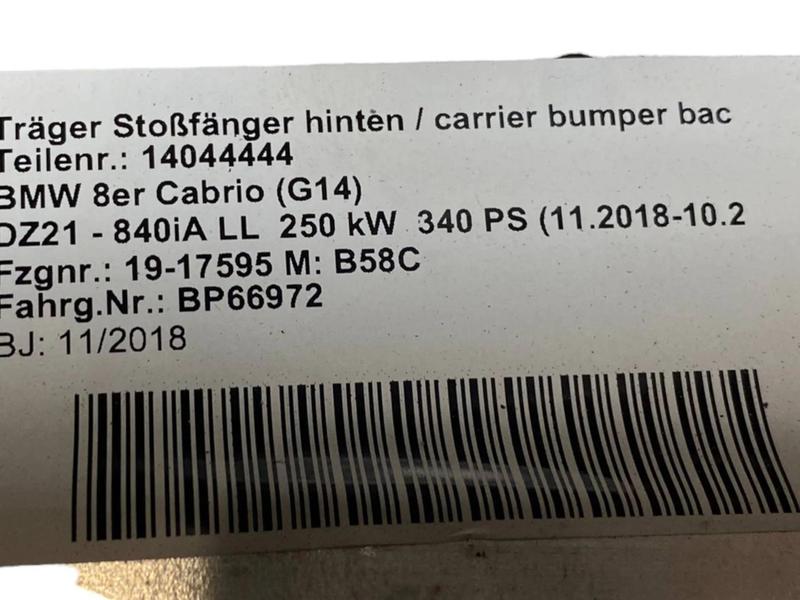 Träger Stoßfänger hinten / carrier bumper bac
Teilenr.: 14044444
BMW 8er Cabrio (G14)
DZ21 - 840iA LL 250 kW 340 PS (11.2018-10.2
Fzgnr.: 19-17595 M: B58C
Fahrg.Nr.: BP66972
BJ: 11/2018